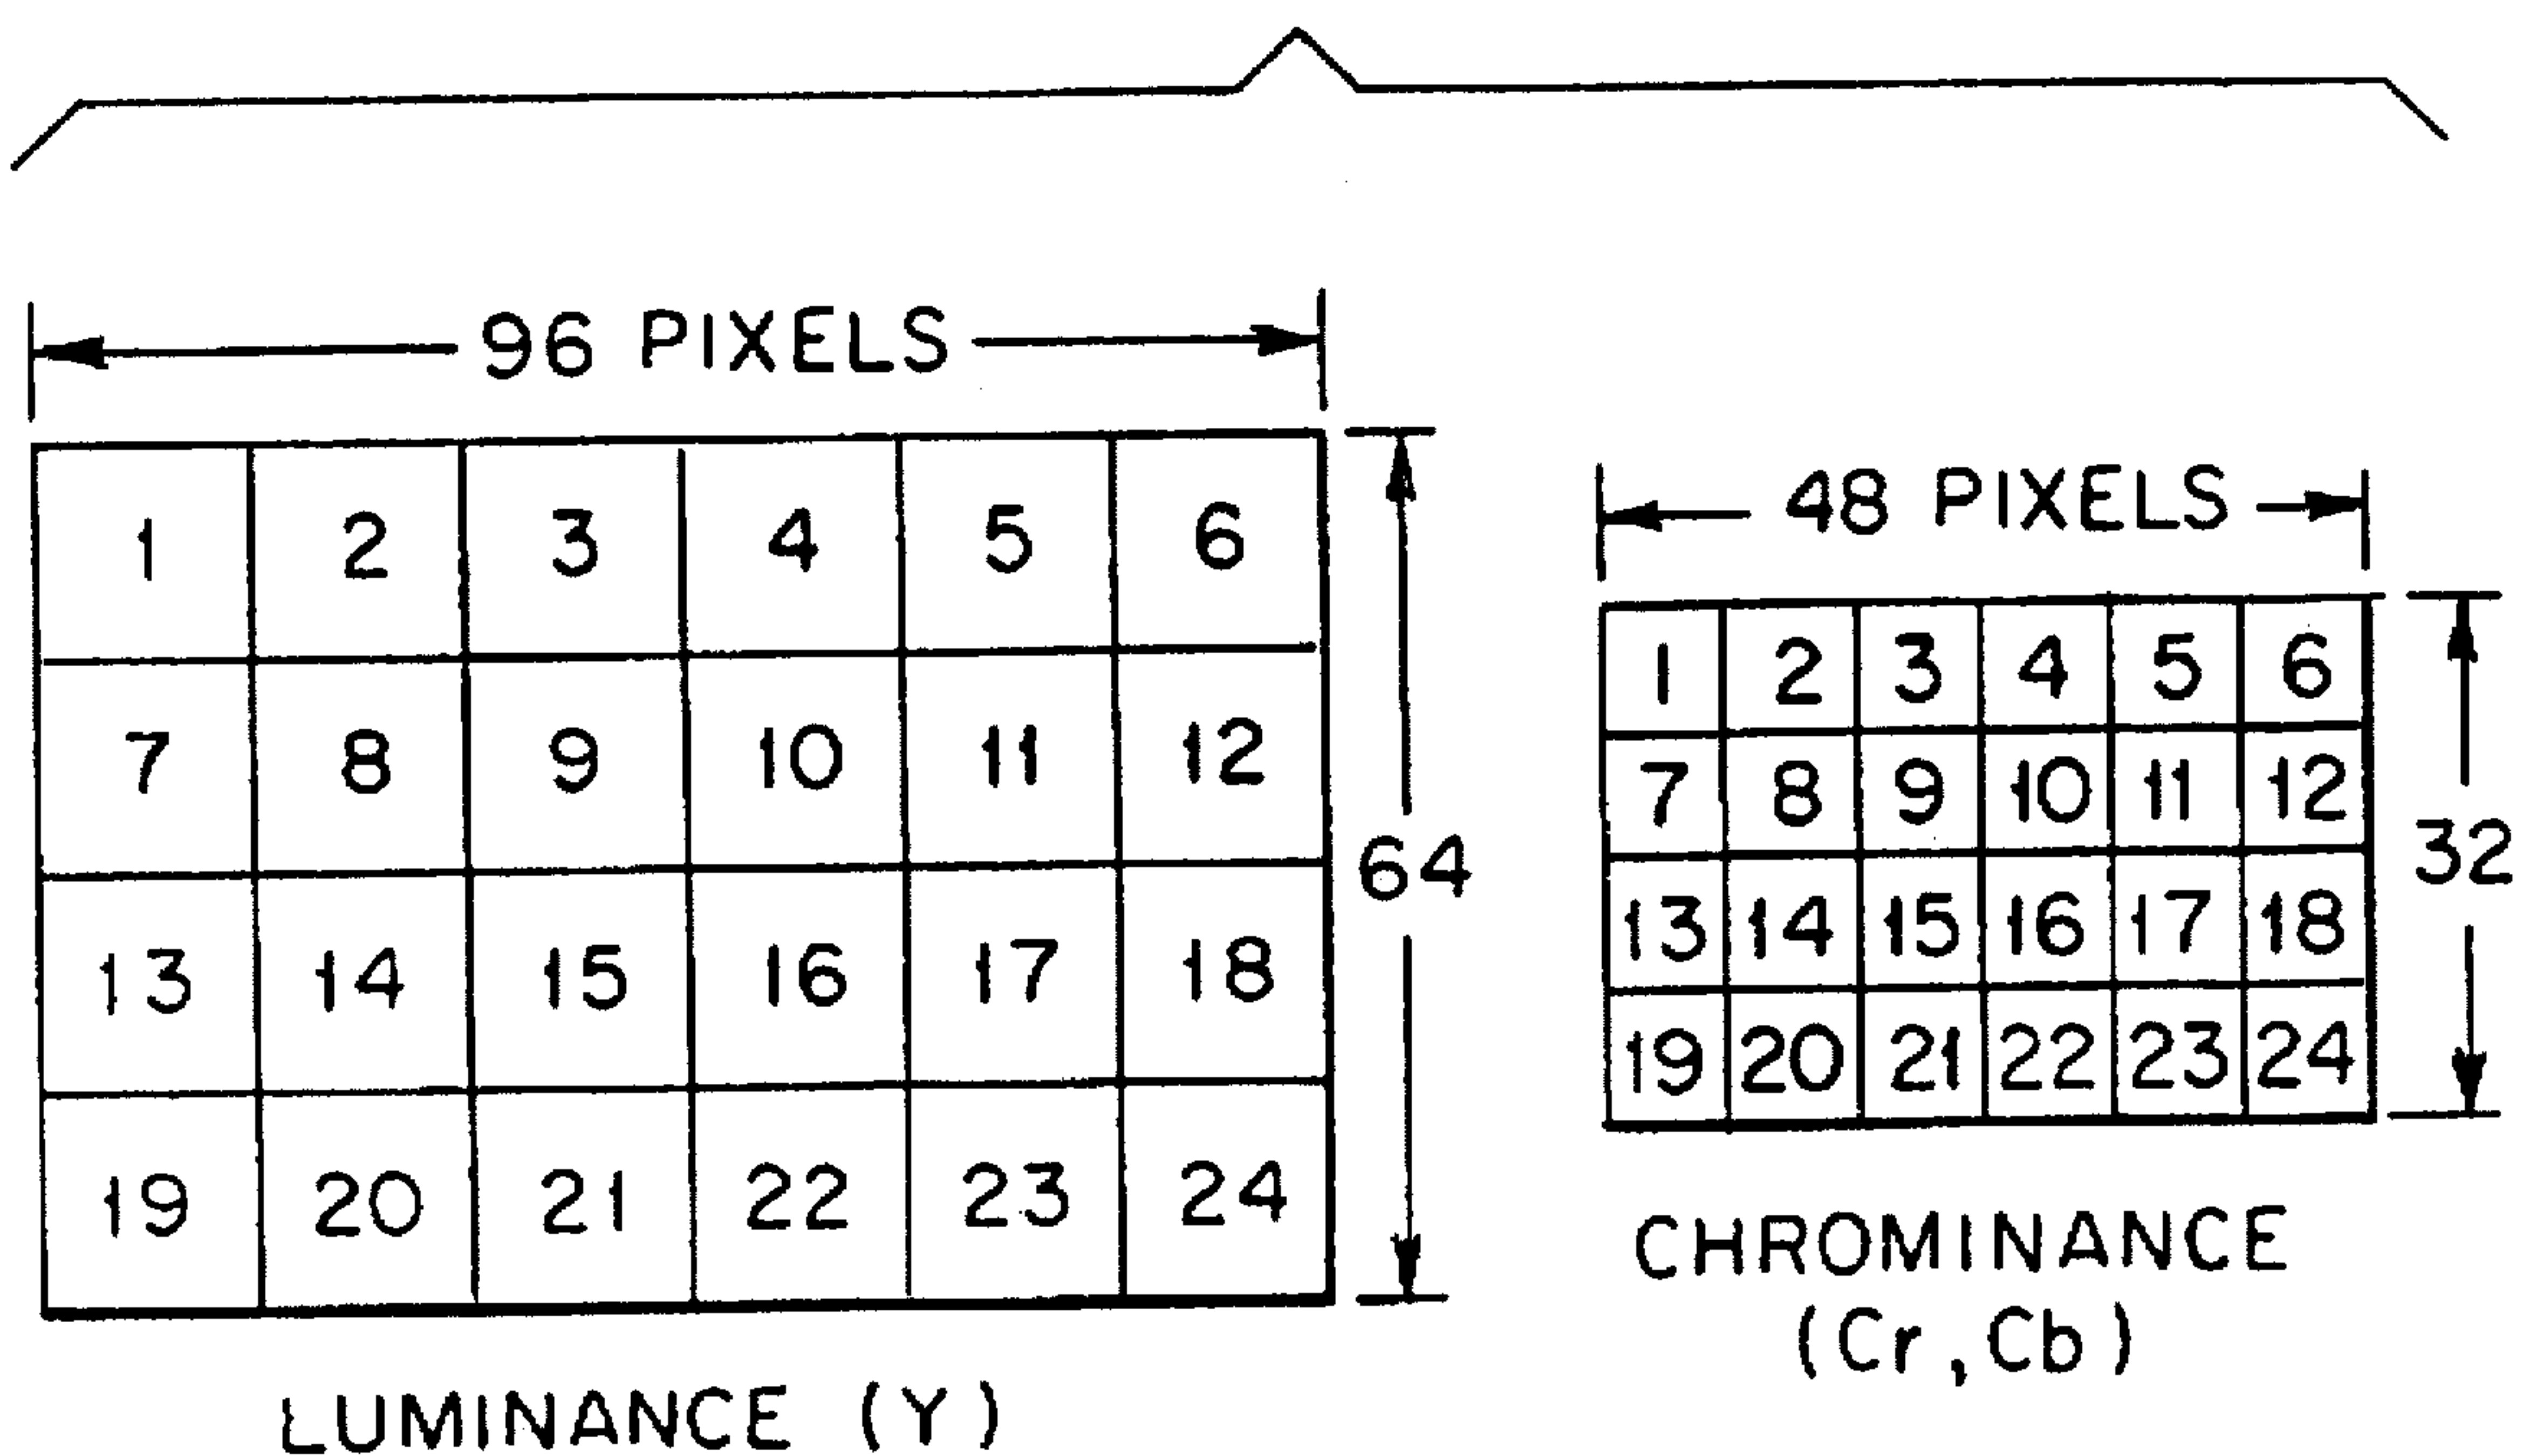 96 PIXELS
1 2 3 4 5 6
7 8 9 10 11 12
13 14 15 16 17 18
19 20 21 22 23 24
64
LUMINANCE (Y)
48 PIXELS
1 2 3 4 5 6
7 8 9 10 11 12
13 14 15 16 17 18
19 20 21 22 23 24
32
CHROMINANCE
(Cr, Cb)